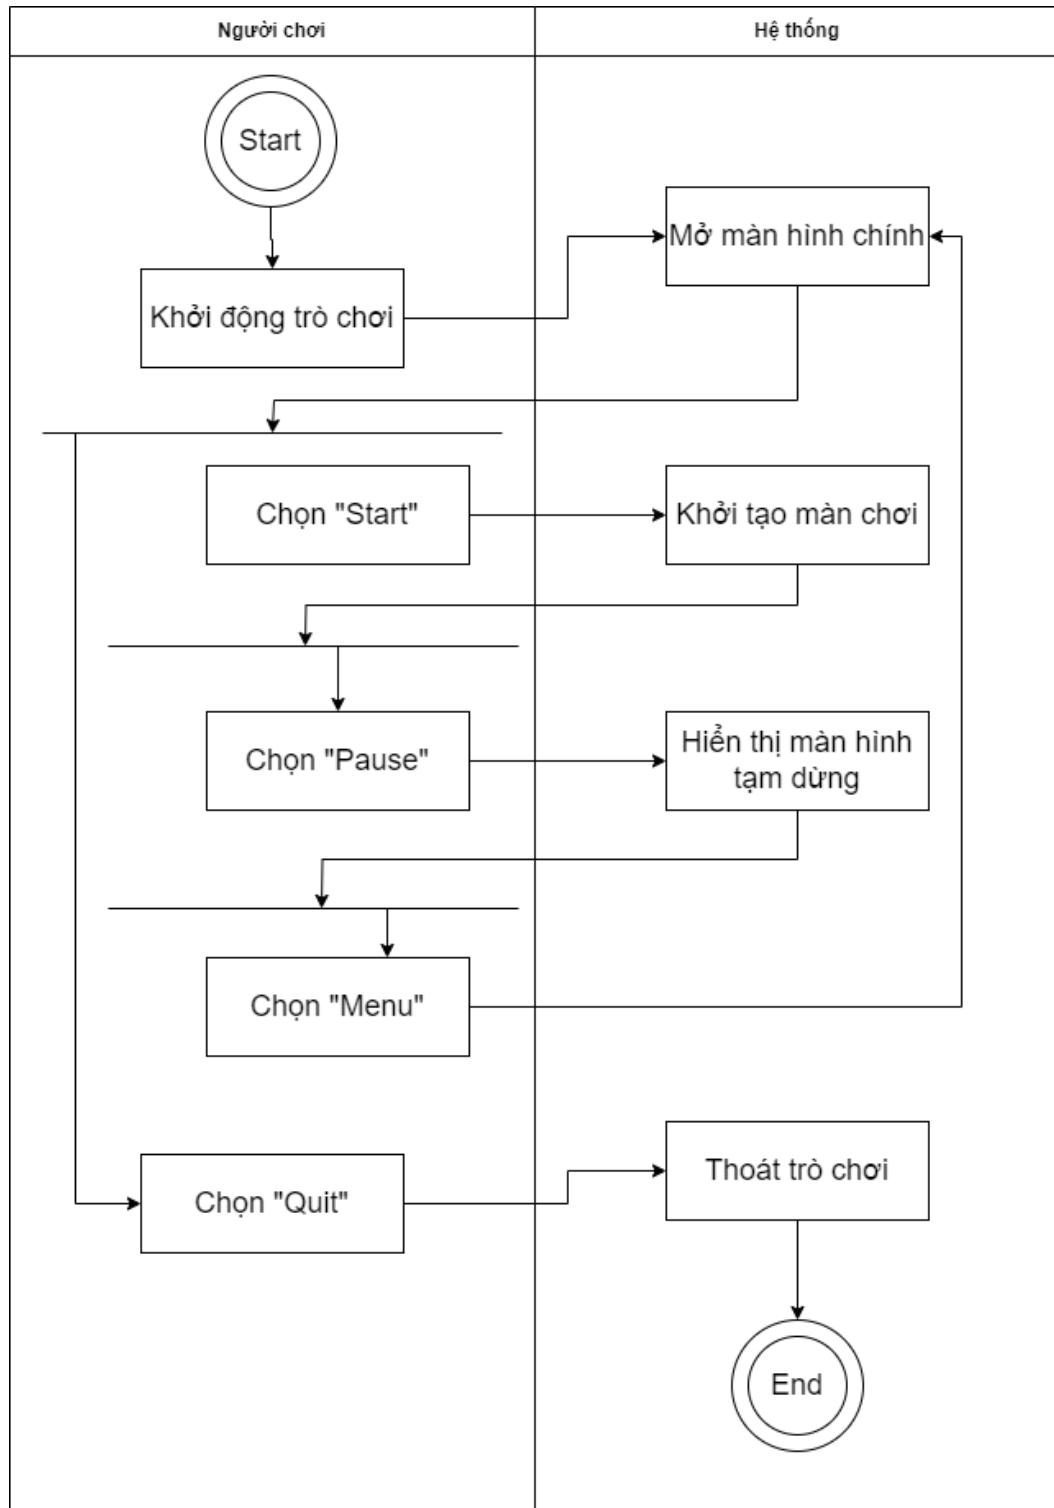 Người chơi
Hệ thống
Start
Mở màn hình chính
Khởi động trò chơi
Chọn "Start"
Khởi tạo màn chơi
Chọn "Pause"
Hiển thị màn hình
tạm dừng
Chọn "Menu"
Thoát trò chơi
Chọn "Quit"
End